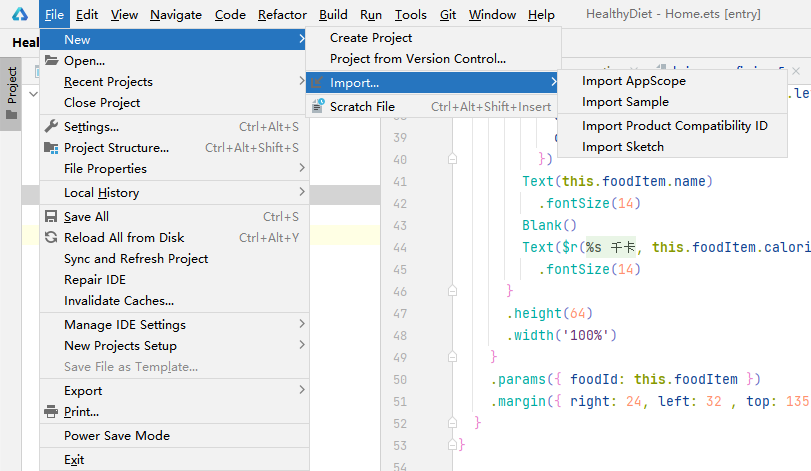 File Edit View Navigate Code Refactor Build Run Tools Git Window Help HealthyDiet - Home.ets [entry]
Heal
Project
New
Open...
Recent Projects
Close Project
Settings... Ctrl+Alt+S
Project Structure... Ctrl+Alt+Shift+S
File Properties
Local History
Save All Ctrl+S
Reload All from Disk Ctrl+Alt+Y
Sync and Refresh Project
Repair IDE
Invalidate Caches...
Manage IDE Settings
New Projects Setup
Save File as Template...
Export
Print...
Power Save Mode
Exit
Create Project
Project from Version Control...
Import...
Scratch File Ctrl+Alt+Shift+Insert
Import AppScope
Import Sample
Import Product Compatibility ID
Import Sketch
.le
39
40 })
41 Text(this.foodItem.name)
42 .fontSize(14)
43 Blank()
44 Text($r(%s 千卡, this.foodItem.calori
45 .fontSize(14)
46 }
47 .height(64)
48 .width('100%')
49 }
50 .params({ foodId: this.foodItem })
51 .margin({ right: 24, left: 32 , top: 135
52 }
53 }
54